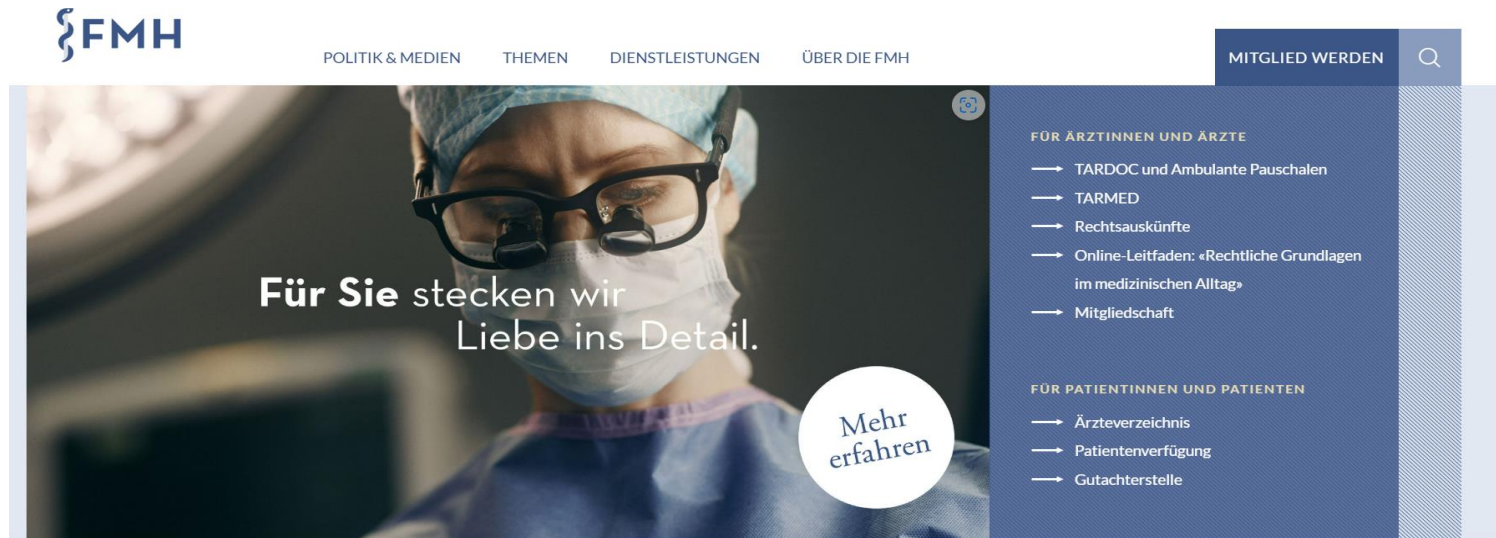 FMH
POLITIK & MEDIEN
THEMEN
DIENSTLEISTUNGEN
ÜBER DIE FMH
MITGLIED WERDEN
Für Sie stecken wir
Liebe ins Detail.
Mehr
erfahren
FÜR ÄRZTINNEN UND ÄRZTE
TARDOC und Ambulante Pauschalen
TARMED
Rechtsauskünfte
Online-Leitfaden: «Rechtliche Grundlagen
im medizinischen Alltag»
Mitgliedschaft
FÜR PATIENTINNEN UND PATIENTEN
Ärzteverzeichnis
Patientenverfügung
Gutachterstelle